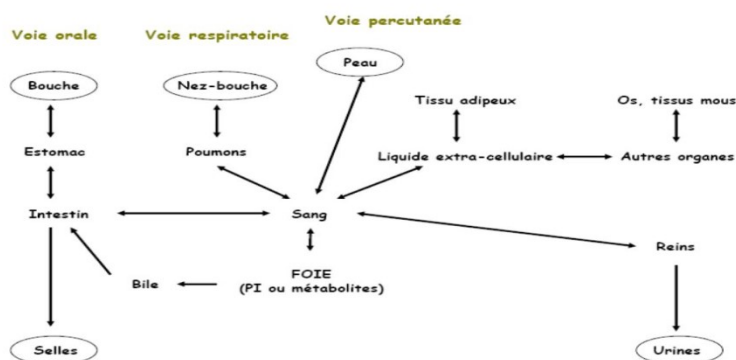 Voie percutanée
Voie orale
Voie respiratoire
Peau
Bouche
Nez-bouche
Tissu adipeux
Os, tissus mous
Estomac
Poumons
Liquide extra-cellulaire
Autres organes
Intestin
Sang
Reins
FOIE
(PI ou métabolites)
Bile
Selles
Urines